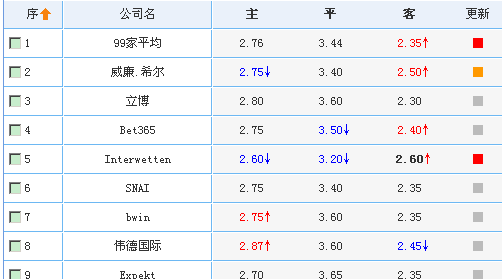 序 公司名 主 平 客 更新
1 99家平均 2.76 3.44 2.35↑
2 威廉.希尔 2.75↓ 3.40 2.50↑
3 立博 2.80 3.60 2.30
4 Bet365 2.75 3.50↓ 2.40↑
5 Interwetten 2.60↓ 3.20↓ 2.60↑
6 SNAI 2.75 3.40 2.35
7 bwin 2.75↑ 3.60 2.35
8 伟德国际 2.87↑ 3.60 2.45↓
9 Expekt 2.70 3.65 2.35